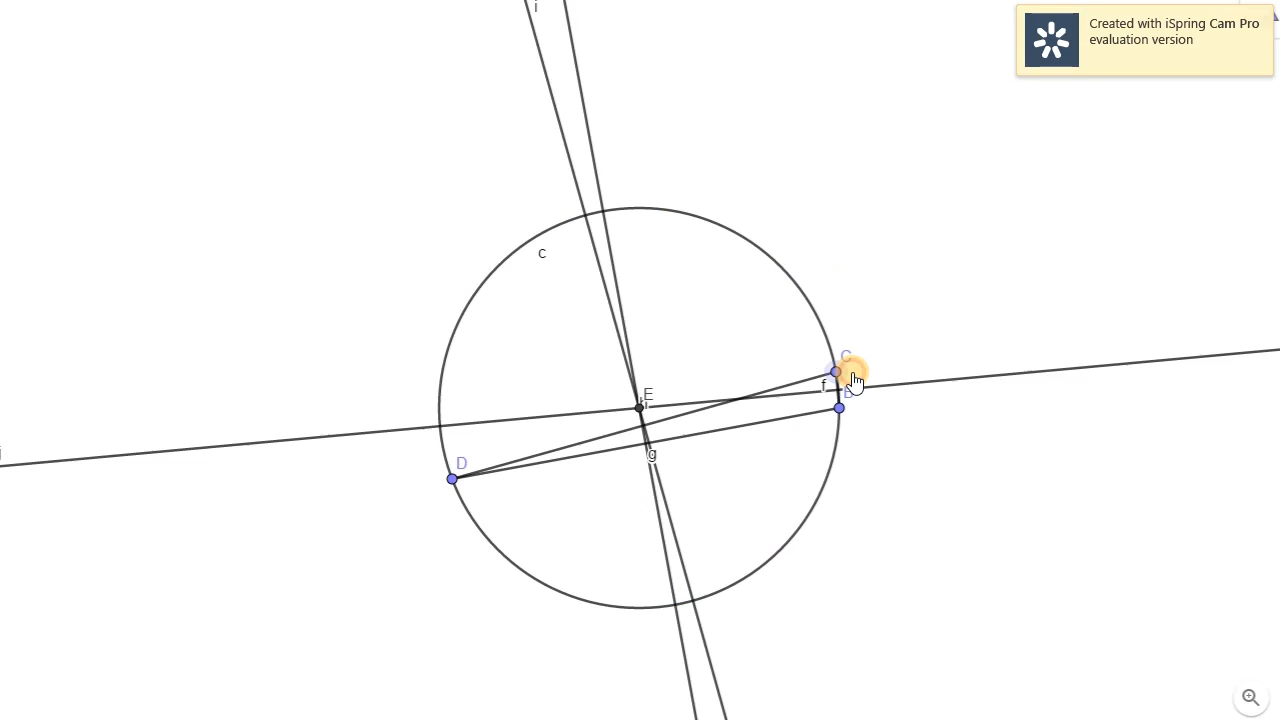 i
Created with iSpring Cam Pro
evaluation version
c
C
f
E
j
g
D